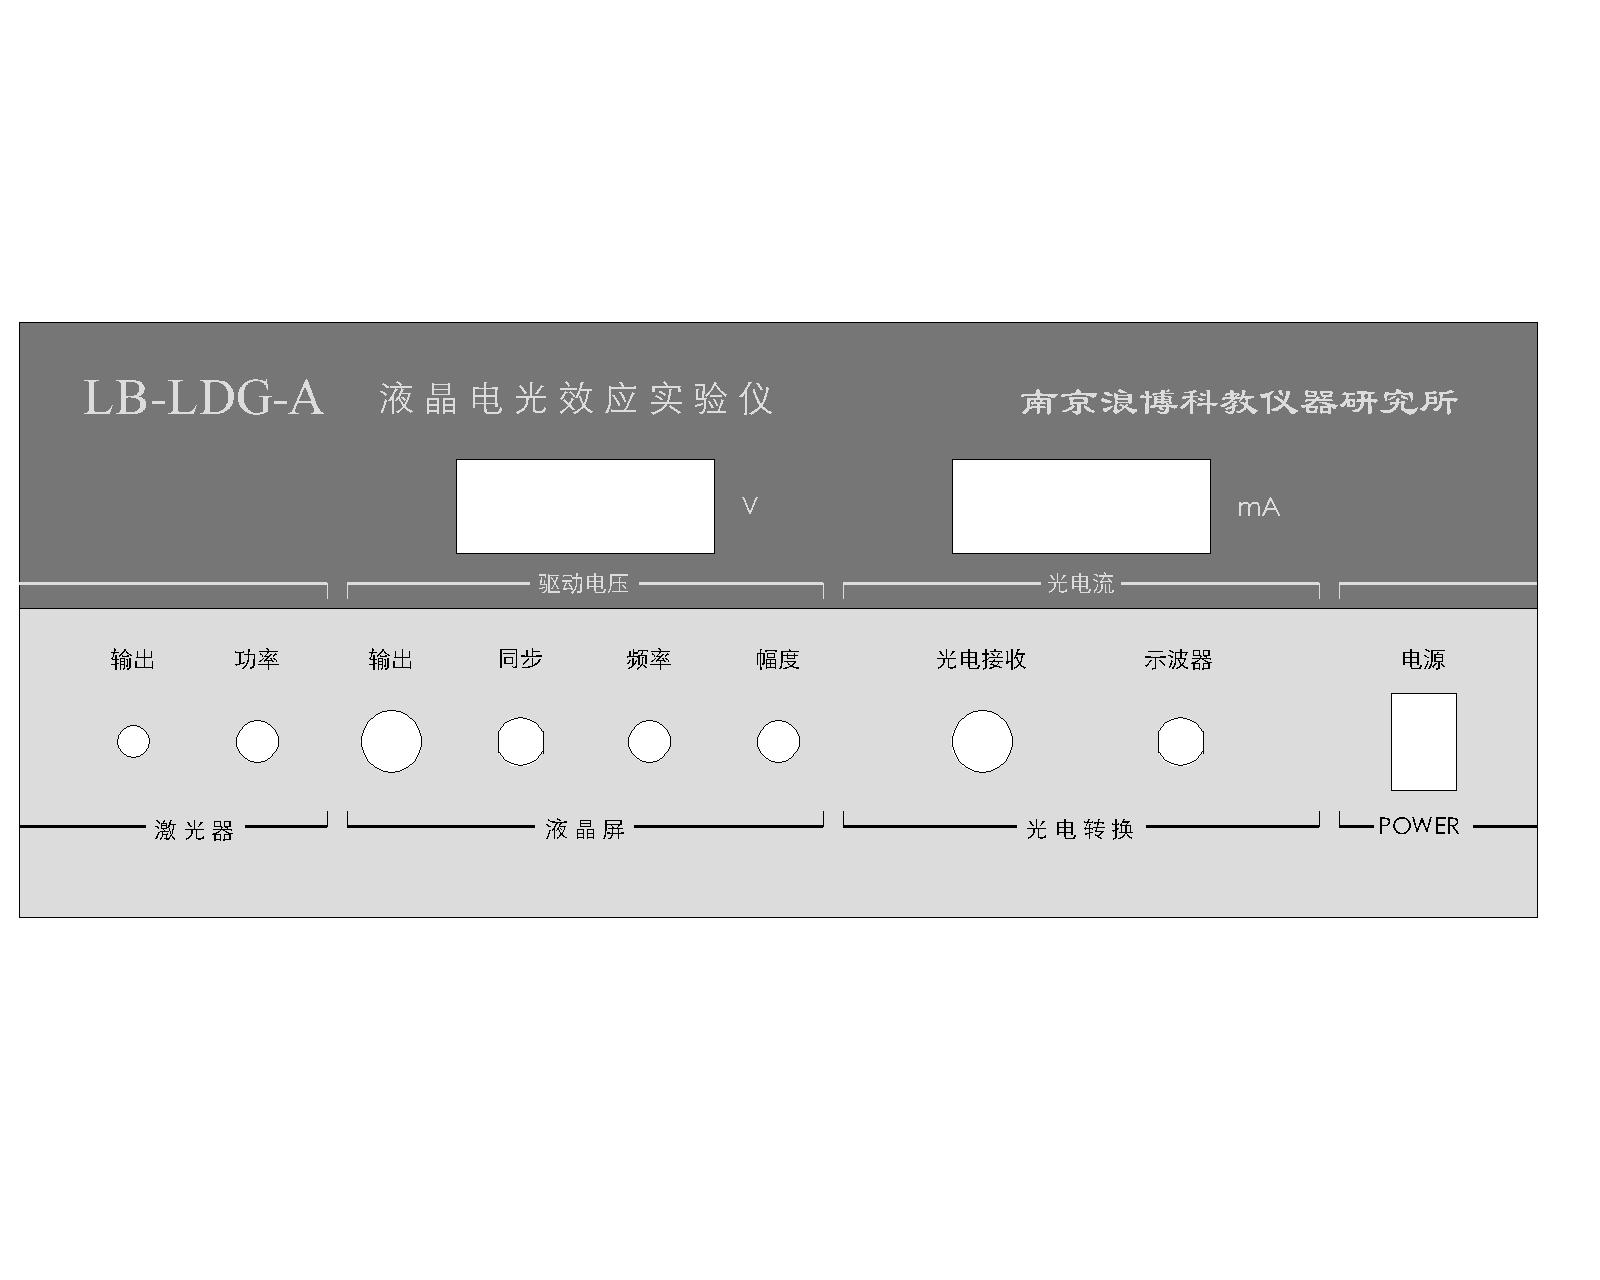 LB-LDG-A 液晶电光效应实验仪 南京浪博科教仪器研究所
V mA
驱动电压 光电流
输出 功率 输出 同步 频率 幅度 光电接收 示波器 电源
激光器 液晶屏 光电转换 POWER